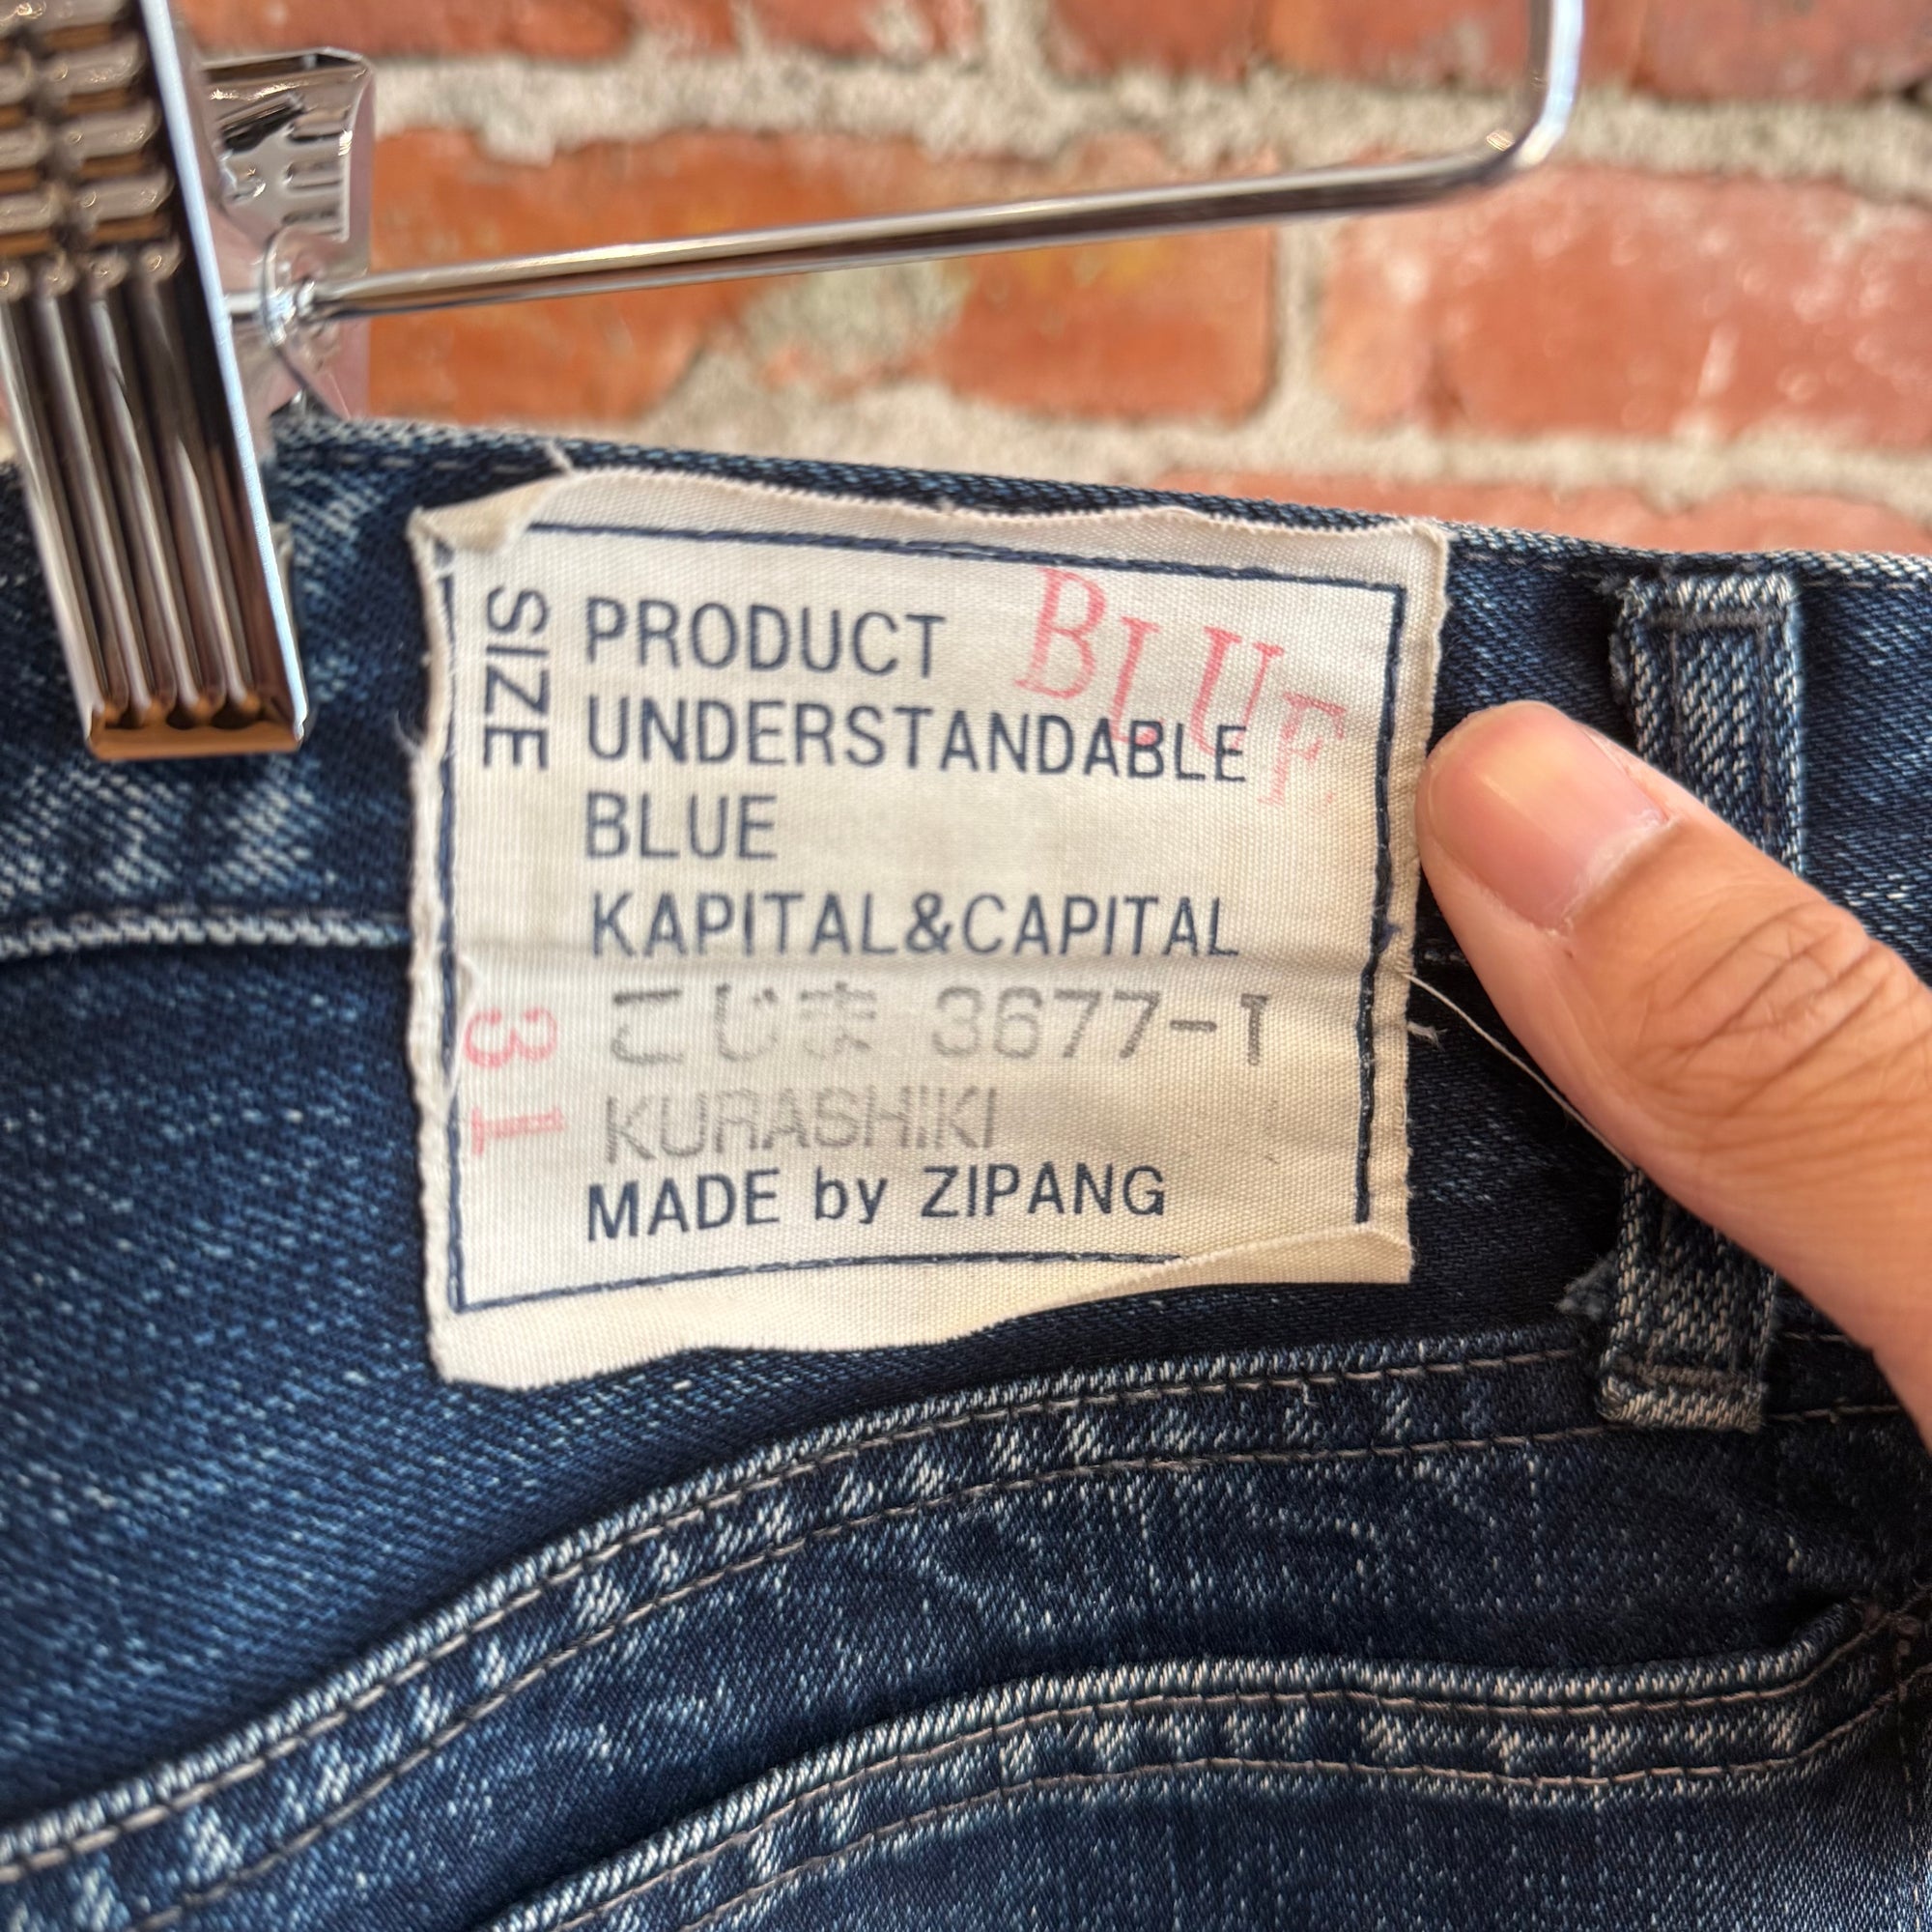 SIZE
31
PRODUCT
BLUE
UNDERSTANDABLE
BLUE
KAPITAL&CAPITAL
こじま 3677-1
KURASHIKI
MADE by ZIPANG